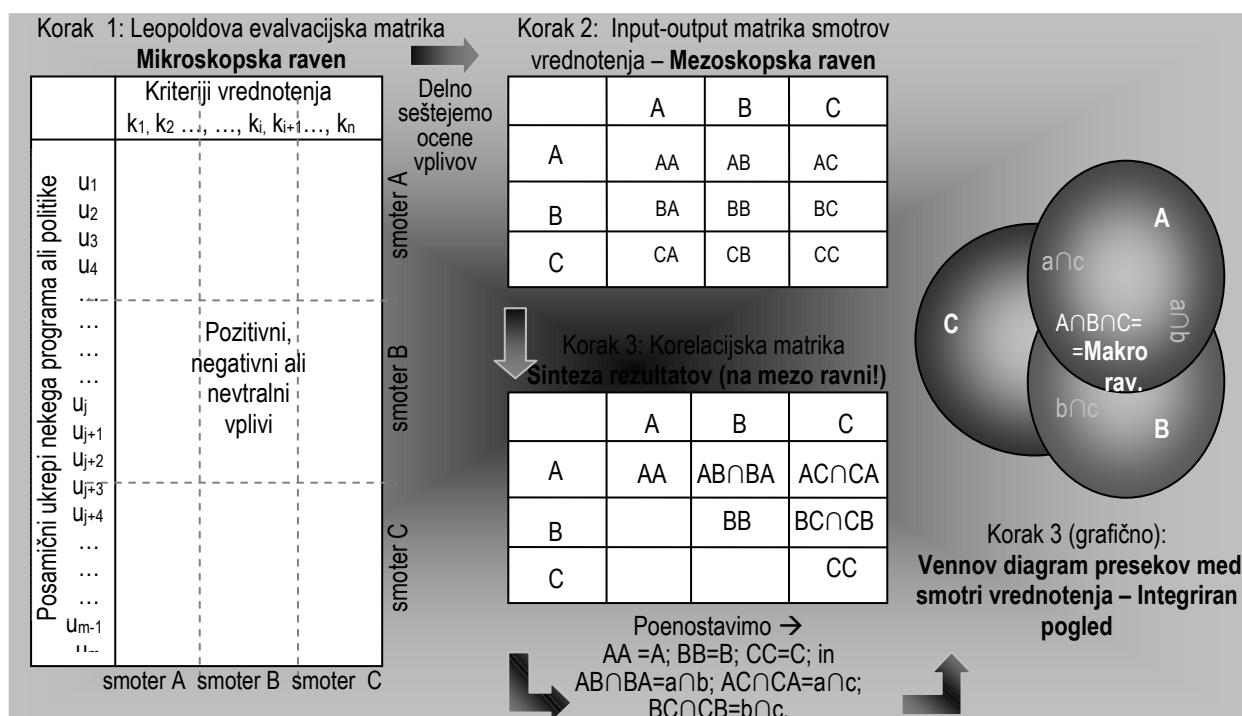 Korak 1: Leopoldova evalvacijska matrika
Mikroskopska raven
Kriteriji vrednotenja
k1, k2 …, …, ki, ki+1…, kn
Posamični ukrepi nekega programa ali politike
u1
u2
u3
u4
…
…
…
…
uj
uj+1
uj+2
uj+3
uj+4
…
…
…
um-1
um
Pozitivni,
negativni ali
nevtralni
vplivi
smoter A
smoter B
smoter C
smoter A smoter B smoter C
Delno
seštejemo
ocene
vplivov
Korak 2: Input-output matrika smotrov
vrednotenja – Mezoskopska raven
A B C
A AA AB AC
B BA BB BC
C CA CB CC
Korak 3: Korelacijska matrika
Sinteza rezultatov (na mezo ravni!)
A B C
A AA AB∩BA AC∩CA
B BB BC∩CB
C CC
Poenostavimo →
AA =A; BB=B; CC=C; in
AB∩BA=a∩b; AC∩CA=a∩c;
BC∩CB=b∩c.
A
a∩c
a∩b
C
A∩B∩C=
=Makro
rav.
b∩c
B
Korak 3 (grafično):
Vennov diagram presekov med
smotri vrednotenja – Integriran
pogled